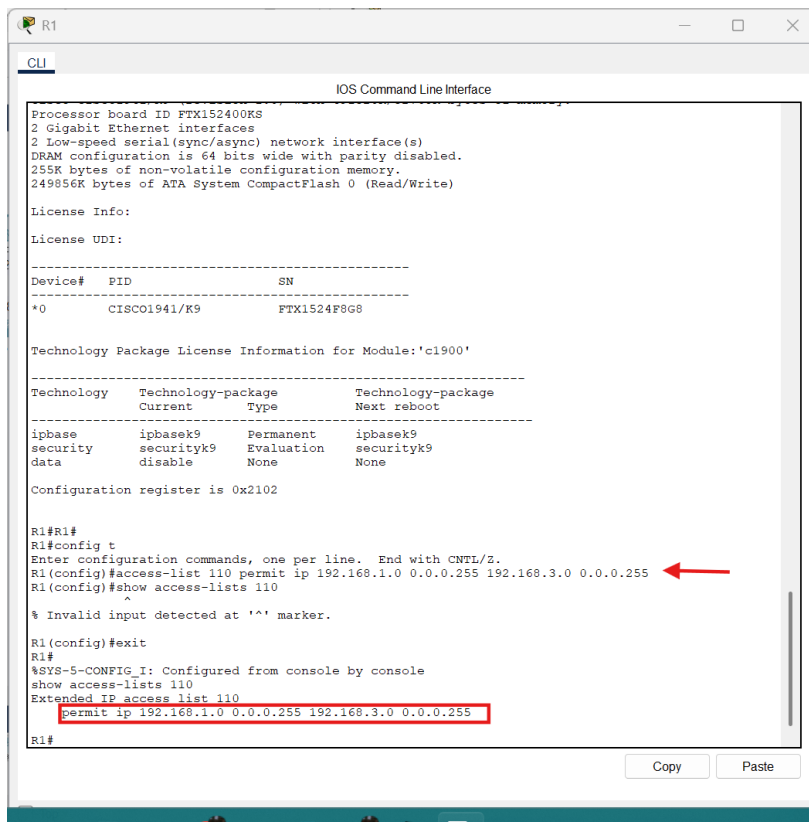 R1
CLI
IOS Command Line Interface
Processor board ID FTX152400KS
2 Gigabit Ethernet interfaces
2 Low-speed serial(sync/async) network interface(s)
DRAM configuration is 64 bits wide with parity disabled.
255K bytes of non-volatile configuration memory.
249856K bytes of ATA System CompactFlash 0 (Read/Write)
License Info:
License UDI:
-------------------------------------------------
Device#   PID                   SN
-------------------------------------------------
*0        CISCO1941/K9          FTX1524F8G8
Technology Package License Information for Module:'c1900'
----------------------------------------------------------------
Technology    Technology-package          Technology-package
              Current       Type          Next reboot
-----------------------------------------------------------------
ipbase        ipbasek9      Permanent     ipbasek9
security      securityk9    Evaluation    securityk9
data          disable       None          None
Configuration register is 0x2102
R1#R1#
R1#config t
Enter configuration commands, one per line.  End with CNTL/Z.
R1(config)#access-list 110 permit ip 192.168.1.0 0.0.0.255 192.168.3.0 0.0.0.255
R1(config)#show access-lists 110
            ^
% Invalid input detected at '^' marker.
R1(config)#exit
R1#
%SYS-5-CONFIG_I: Configured from console by console
show access-lists 110
Extended IP access list 110
    permit ip 192.168.1.0 0.0.0.255 192.168.3.0 0.0.0.255
R1#
Copy
Paste